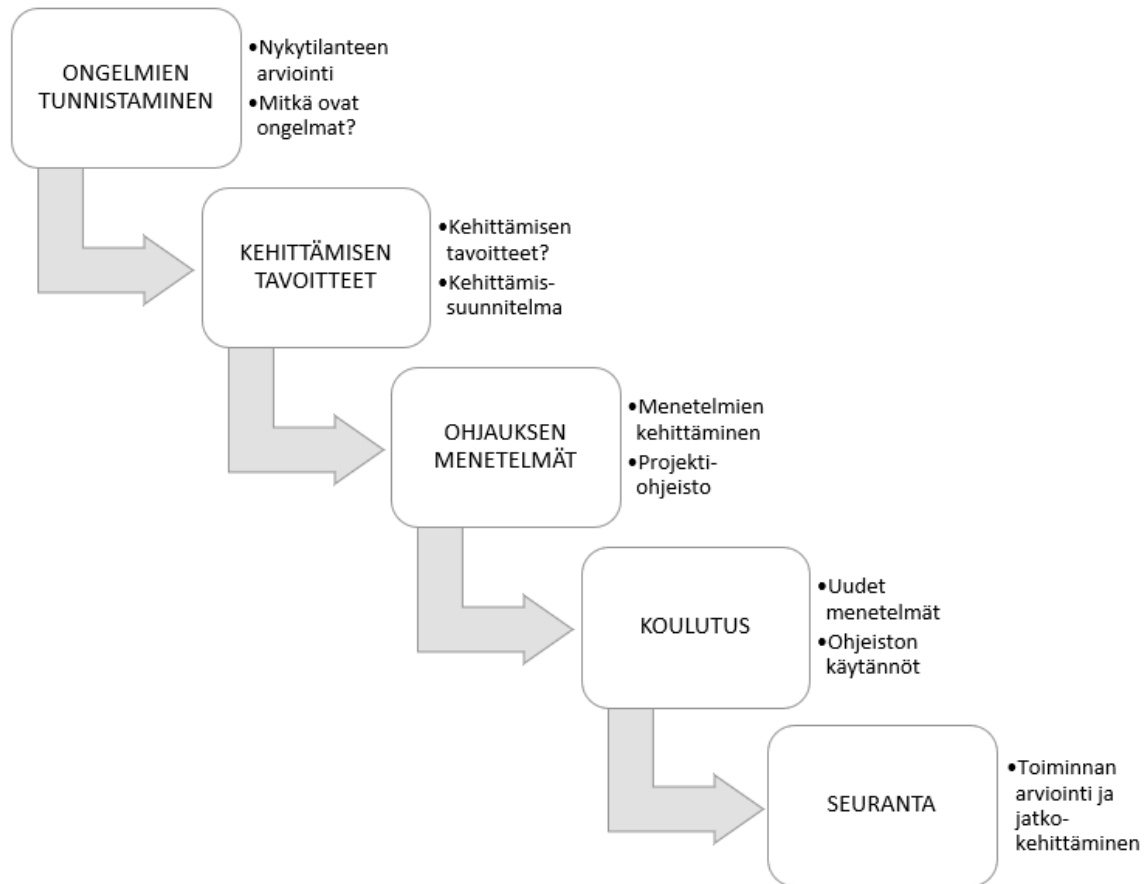 ONGELMIEN
TUNNISTAMINEN
•Nykytilanteen
arviointi
•Mitkä ovat
ongelmat?
KEHITTÄMISEN
TAVOITTEET
•Kehittämisen
tavoitteet?
•Kehittämis-
suunnitelma
OHJAUKSEN
MENETELMÄT
•Menetelmien
kehittäminen
•Projekti-
ohjeisto
KOULUTUS
•Uudet
menetelmät
•Ohjeiston
käytännöt
SEURANTA
•Toiminnan
arviointi ja
jatko-
kehittäminen